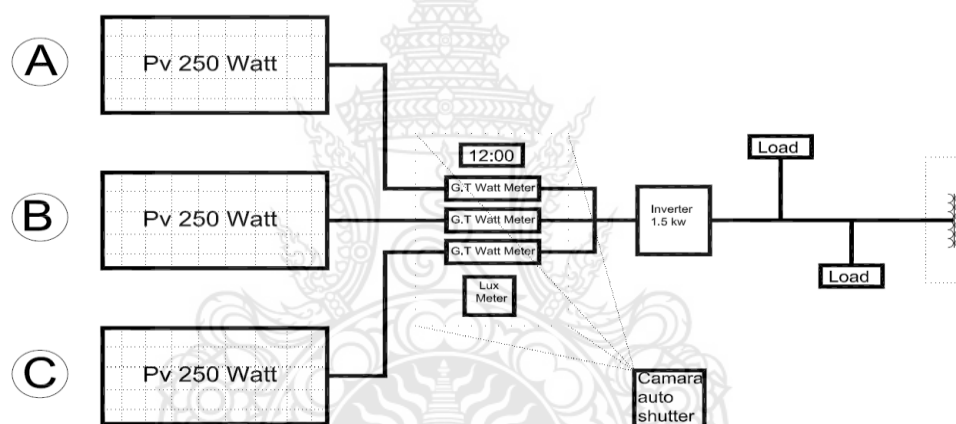 A
Pv 250 Watt
12:00
Load
G.T Watt Meter
B
Pv 250 Watt
G.T Watt Meter
Inverter
1.5 kw
G.T Watt Meter
Load
Lux
Meter
C
Pv 250 Watt
Camara
auto
shutter